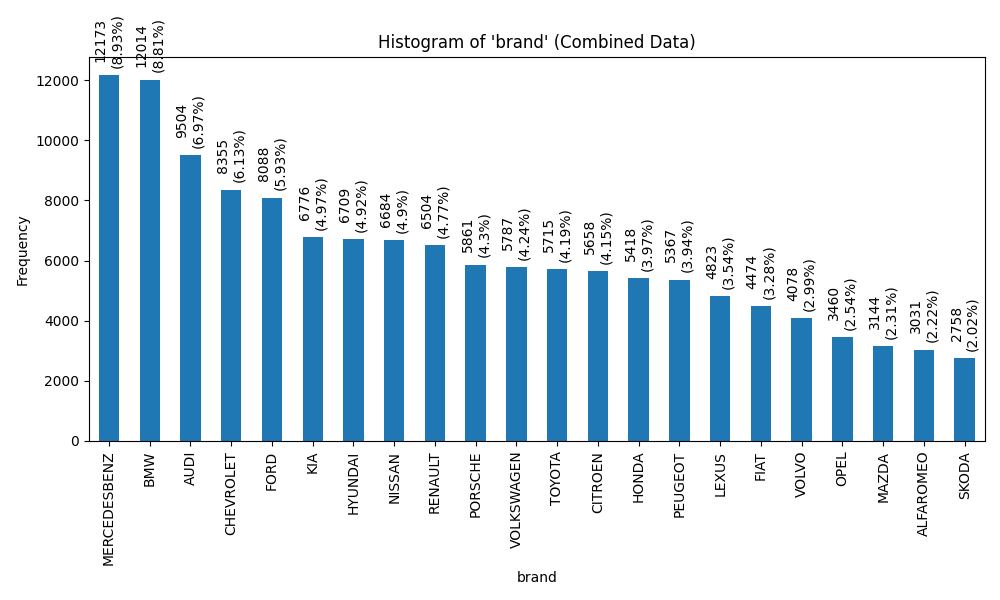 Histogram of 'brand' (Combined Data)
Frequency
12000
10000
8000
6000
4000
2000
0
12173
(8.93%)
12014
(8.81%)
9504
(6.97%)
8355
(6.13%)
8088
(5.93%)
6776
(4.97%)
6709
(4.92%)
6684
(4.9%)
6504
(4.77%)
5861
(4.3%)
5787
(4.24%)
5715
(4.19%)
5658
(4.15%)
5418
(3.97%)
5367
(3.94%)
4823
(3.54%)
4474
(3.28%)
4078
(2.99%)
3460
(2.54%)
3144
(2.31%)
3031
(2.22%)
2758
(2.02%)
MERCEDESBENZ
BMW
AUDI
CHEVROLET
FORD
KIA
HYUNDAI
NISSAN
RENAULT
PORSCHE
VOLKSWAGEN
TOYOTA
CITROEN
HONDA
PEUGEOT
LEXUS
FIAT
VOLVO
OPEL
MAZDA
ALFAROMEO
SKODA
brand